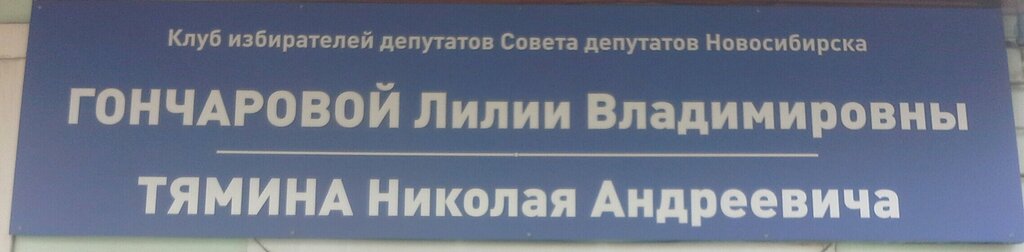 Клуб избирателей депутатов Совета депутатов Новосибирска
ГОНЧАРОВОЙ Лилии Владимировны
ТЯМИНА Николая Андреевича